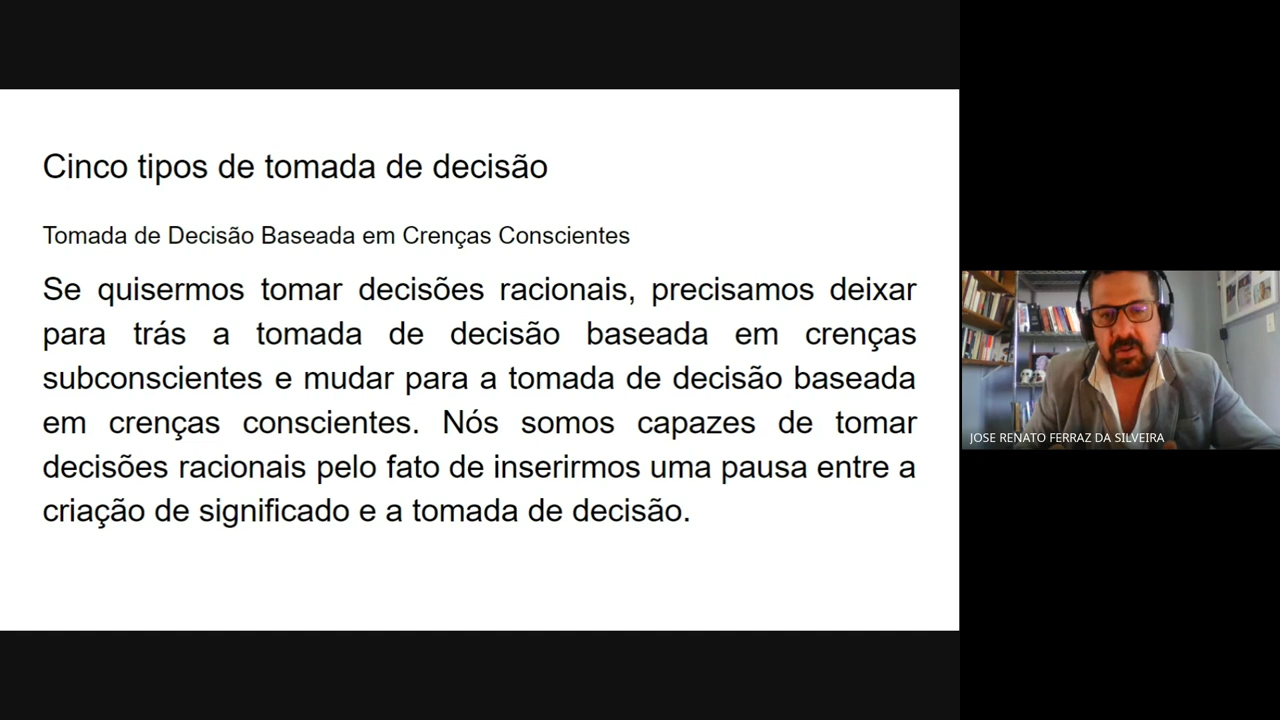 Cinco tipos de tomada de decisão
Tomada de Decisão Baseada em Crenças Conscientes
Se quisermos tomar decisões racionais, precisamos deixar
para trás a tomada de decisão baseada em crenças
subconscientes e mudar para a tomada de decisão baseada
em crenças conscientes. Nós somos capazes de tomar
decisões racionais pelo fato de inserirmos uma pausa entre a
criação de significado e a tomada de decisão.
JOSE RENATO FERRAZ DA SILVEIRA